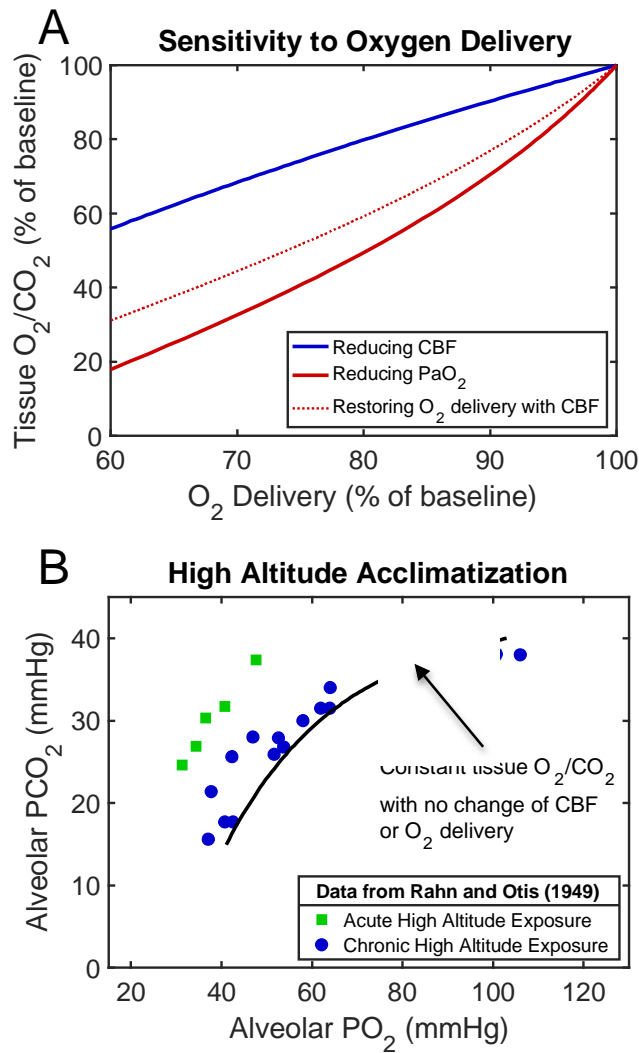 A
Sensitivity to Oxygen Delivery
Tissue O2/CO2 (% of baseline)
100
80
60
40
20
0
60
70
80
90
100
Reducing CBF
Reducing PaO2
Restoring O2 delivery with CBF
O2 Delivery (% of baseline)
B
High Altitude Acclimatization
Alveolar PCO2 (mmHg)
40
30
20
10
0
Constant tissue O2/CO2
with no change of CBF
or O2 delivery
Data from Rahn and Otis (1949)
Acute High Altitude Exposure
Chronic High Altitude Exposure
20
40
60
80
100
120
Alveolar PO2 (mmHg)